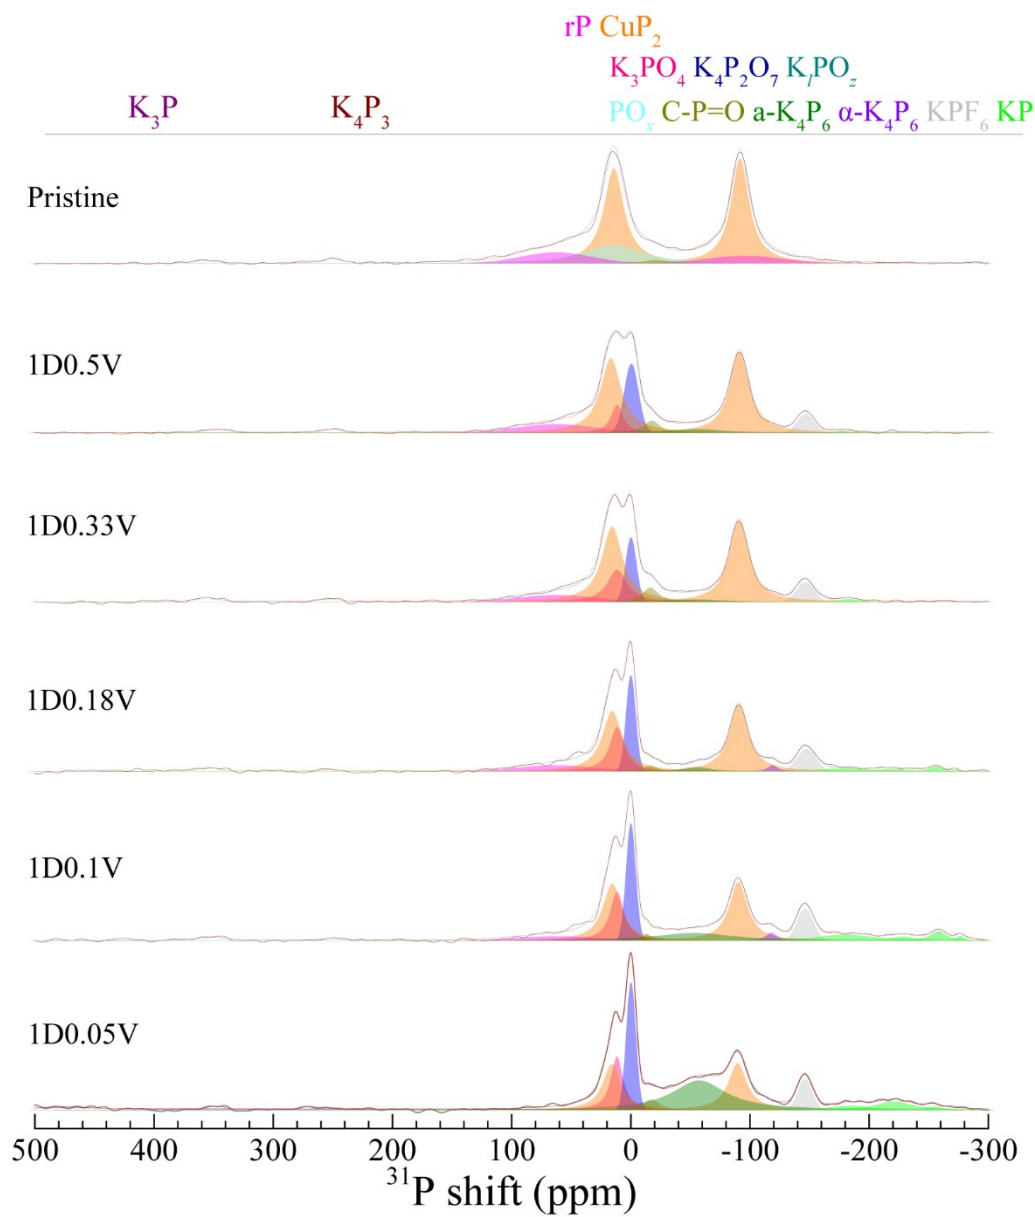 rP CuP₂
K₃PO₄ K₄P₂O₇ KₗPO_z
K₃P K₄P₃ POₓ C-P=O a-K₄P₆ α-K₄P₆ KPF₆ KP
Pristine
1D0.5V
1D0.33V
1D0.18V
1D0.1V
1D0.05V
500 400 300 200 100 0 -100 -200 -300
³¹P shift (ppm)